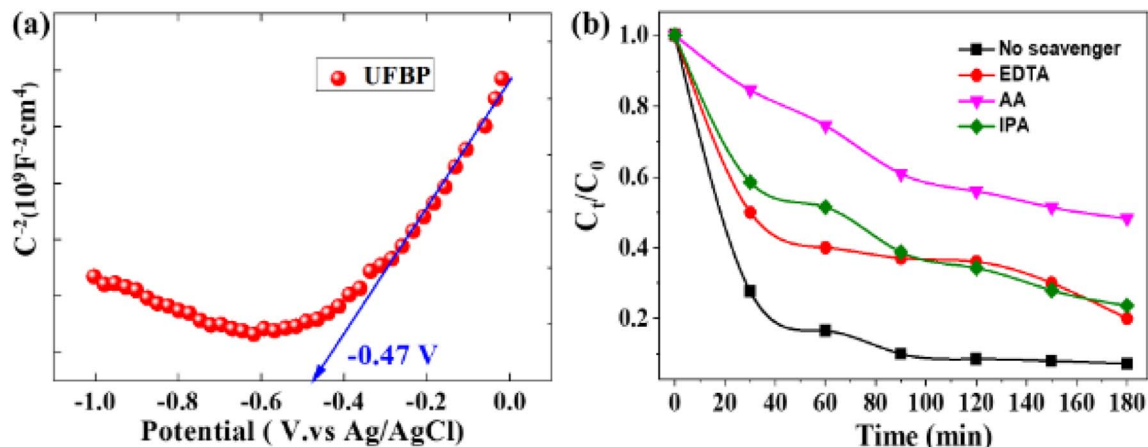 (a)
UFBP
C⁻²(10⁹F⁻²cm⁴)
-0.47 V
-1.0 -0.8 -0.6 -0.4 -0.2 0.0
Potential ( V.vs Ag/AgCl)
(b)
1.0
0.8
0.6
0.4
0.2
No scavenger
EDTA
AA
IPA
Cₜ/C₀
0 20 40 60 80 100 120 140 160 180
Time (min)